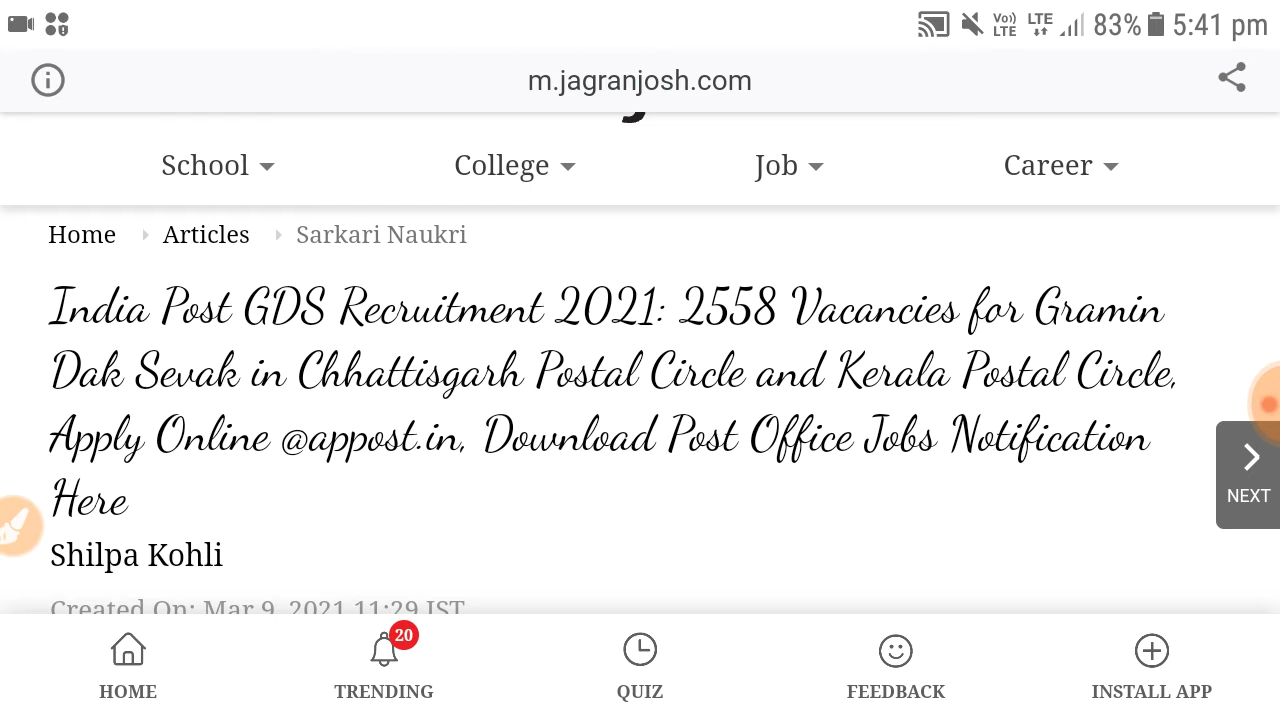 Vo)) LTE LTE 83% 5:41 pm
m.jagranjosh.com
School College Job Career
Home Articles Sarkari Naukri
India Post GDS Recruitment 2021: 2558 Vacancies for Gramin
Dak Sevak in Chhattisgarh Postal Circle and Kerala Postal Circle,
Apply Online @appost.in, Download Post Office Jobs Notification
Here
NEXT
Shilpa Kohli
Created On: Mar 9, 2021 11:29 IST
20
HOME TRENDING QUIZ FEEDBACK INSTALL APP